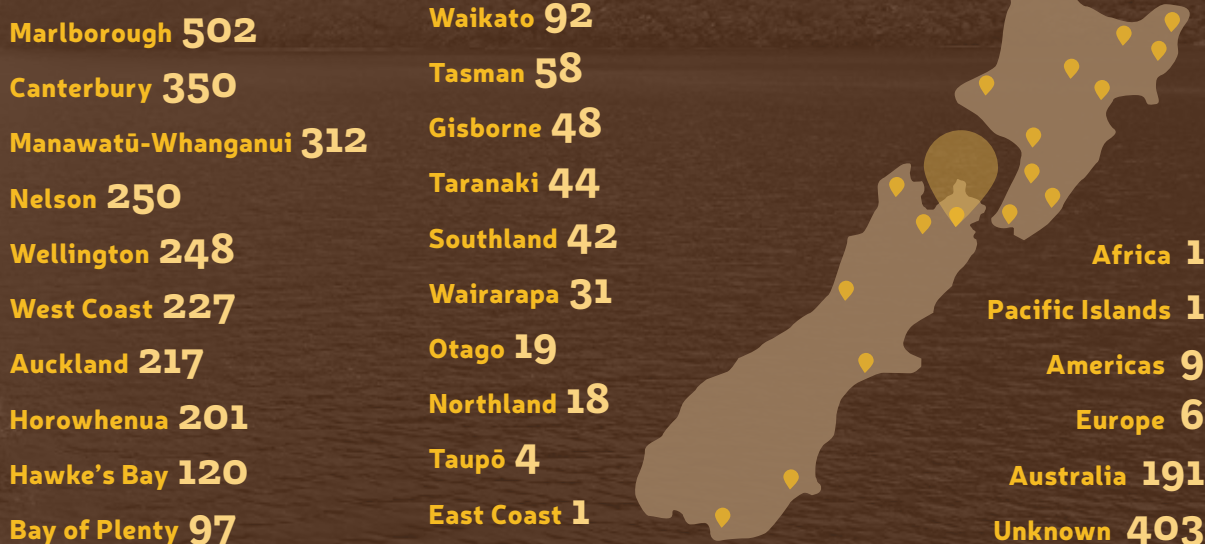 Marlborough 502
Canterbury 350
Manawatū-Whanganui 312
Nelson 250
Wellington 248
West Coast 227
Auckland 217
Horowhenua 201
Hawke's Bay 120
Bay of Plenty 97
Waikato 92
Tasman 58
Gisborne 48
Taranaki 44
Southland 42
Wairarapa 31
Otago 19
Northland 18
Taupō 4
East Coast 1
Africa 1
Pacific Islands 1
Americas 9
Europe 6
Australia 191
Unknown 403